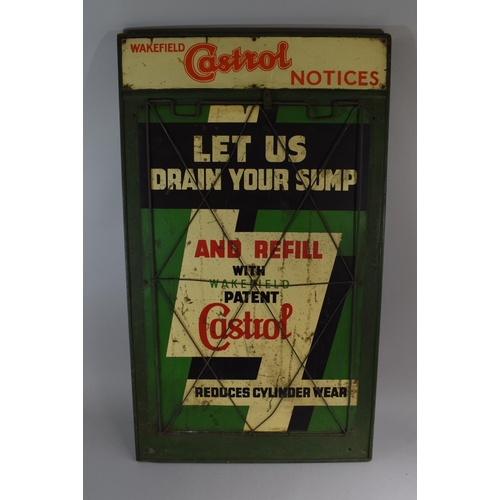 WAKEFIELD
Castrol
NOTICES
LET US
DRAIN YOUR SUMP
AND REFILL
WITH
WAKEFIELD
PATENT
Castrol
REDUCES CYLINDER WEAR